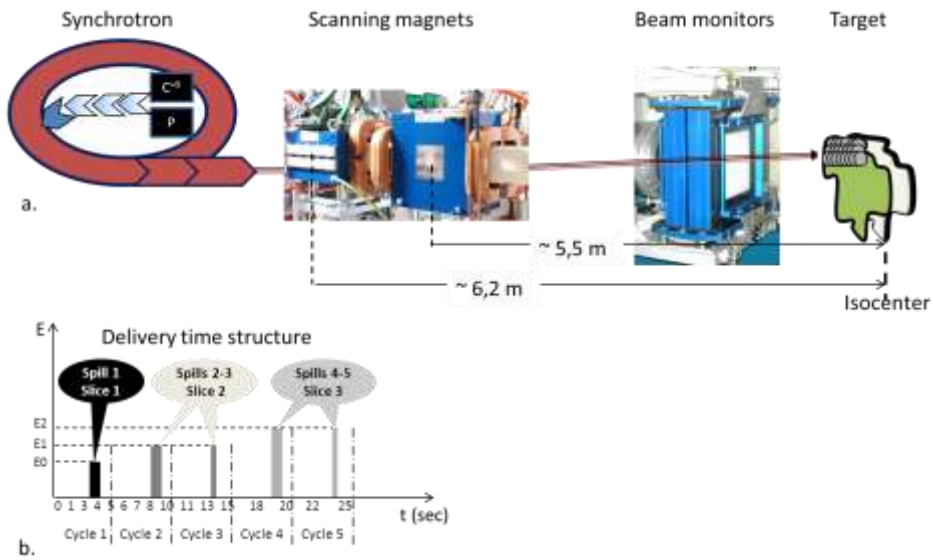 Synchrotron
Scanning magnets
Beam monitors
Target
P
a.
~ 5,5 m
~ 6,2 m
Isocenter
E
Delivery time structure
Spill 1
Slice 1
Spills 2-3
Slice 2
Spills 4-5
Slice 3
E2
E1
E0
0 1 3 4 5 6 7 8 10 11 13 15 18 20 22 25
t (sec)
Cycle 1 Cycle 2 Cycle 3 Cycle 4 Cycle 5
b.